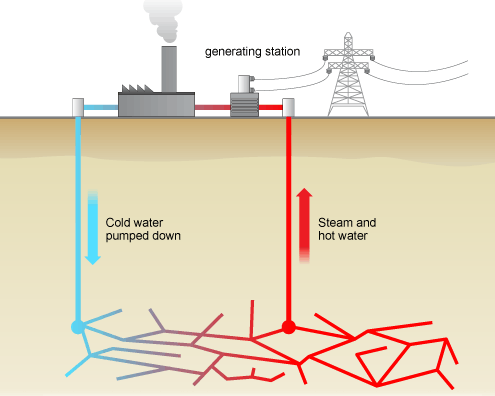 generating station
Cold water
pumped down
Steam and
hot water